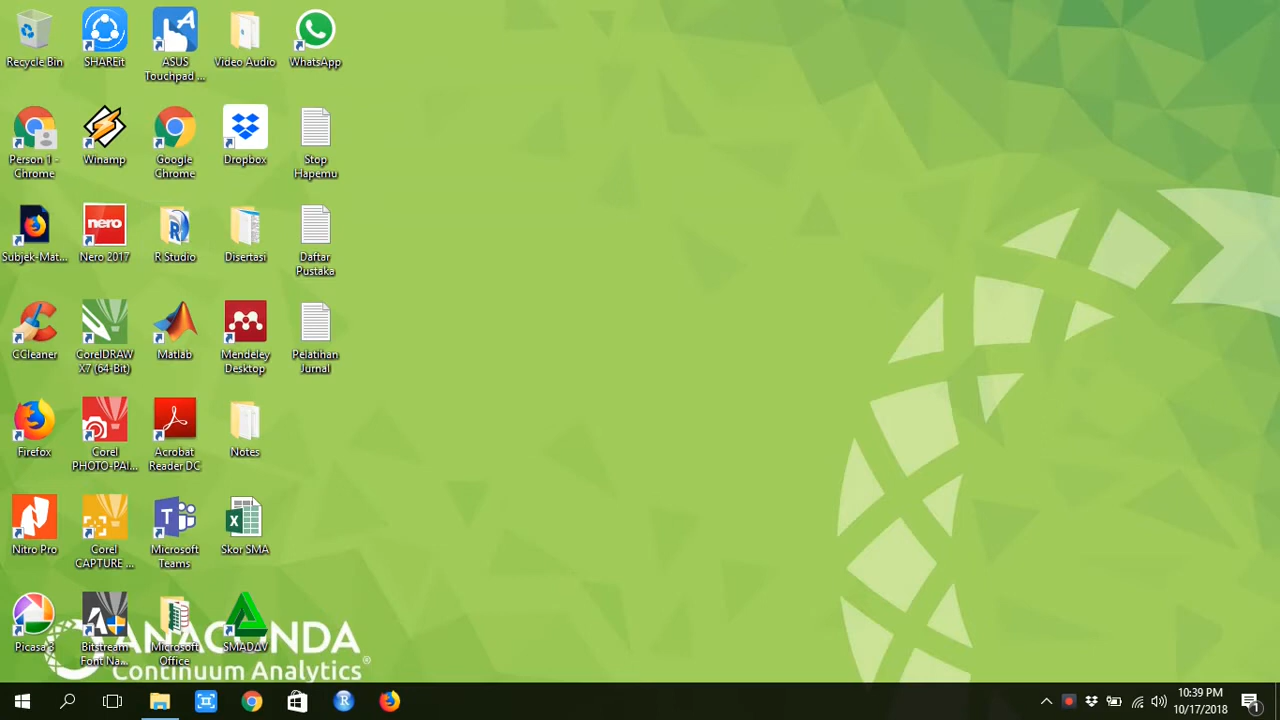 Recycle Bin
SHAREit
ASUS
Touchpad ...
Video Audio
WhatsApp
Person 1 -
Chrome
Winamp
Google
Chrome
Dropbox
Stop
Hapemu
Subjek-Mat...
nero
Nero 2017
R
R Studio
Disertasi
Daftar
Pustaka
CCleaner
CorelDRAW
X7 (64-Bit)
Matlab
Mendeley
Desktop
Pelatihan
Jurnal
Firefox
Corel
PHOTO-PAI...
Acrobat
Reader DC
Notes
Nitro Pro
Corel
CAPTURE ...
Microsoft
Teams
Skor SMA
Picasa 3
Bitstream
Font Na...
Microsoft
Office
SMADΔV
ANACONDA
Continuum Analytics®
10:39 PM
10/17/2018
1